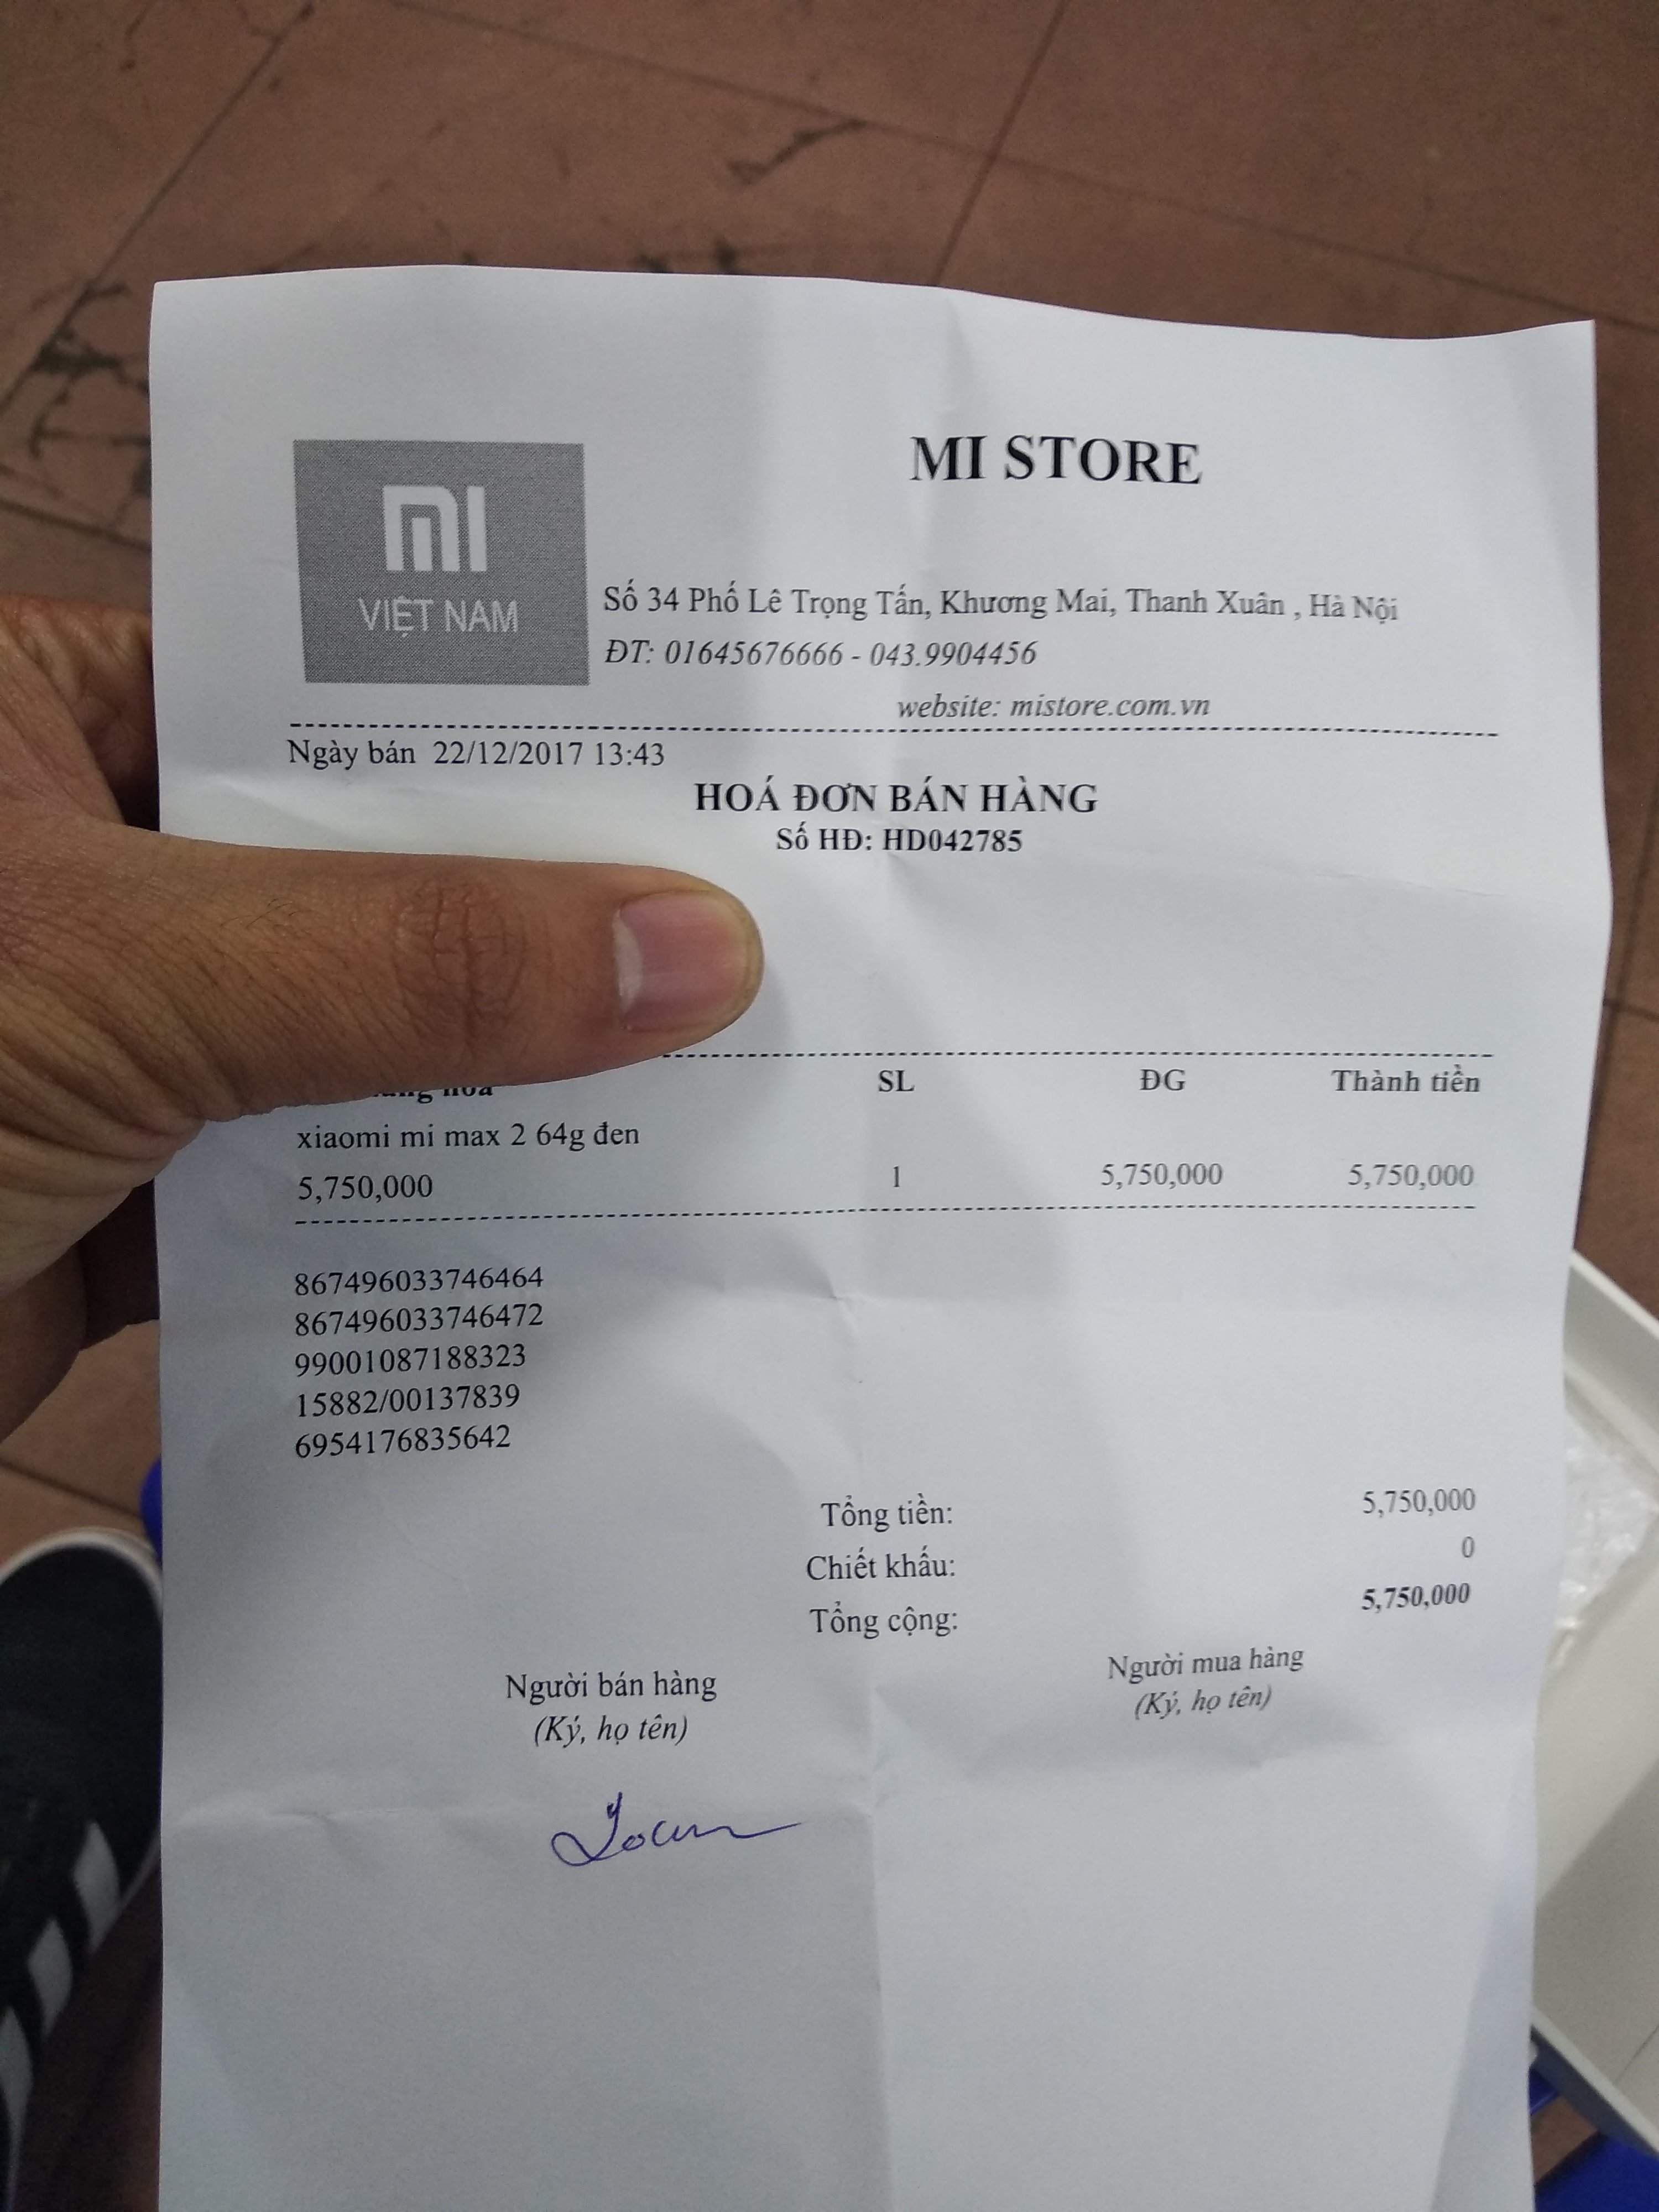 MI STORE
mi
VIỆT NAM
Số 34 Phố Lê Trọng Tấn, Khương Mai, Thanh Xuân , Hà Nội
ĐT: 01645676666 - 043.9904456
website: mistore.com.vn
Ngày bán 22/12/2017 13:43
HOÁ ĐƠN BÁN HÀNG
Số HĐ: HD042785
SL ĐG Thành tiền
xiaomi mi max 2 64g đen
5,750,000 1 5,750,000 5,750,000
867496033746464
867496033746472
99001087188323
15882/00137839
6954176835642
Tổng tiền: 5,750,000
Chiết khấu: 0
Tổng cộng: 5,750,000
Người bán hàng Người mua hàng
(Ký, họ tên) (Ký, họ tên)